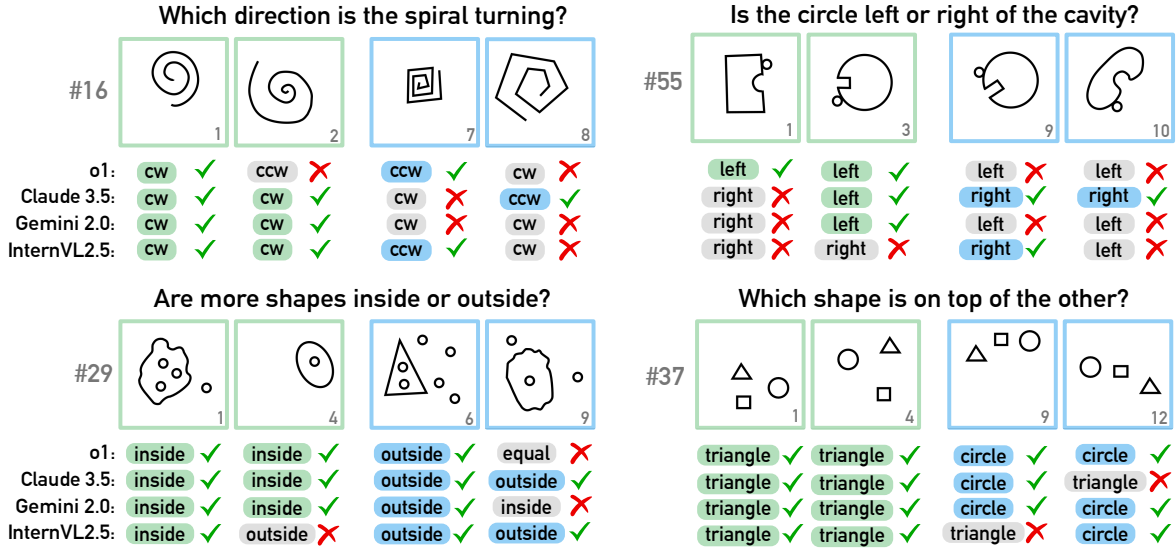 Which direction is the spiral turning?
#16
1 2 7 8
o1: cw ccw ccw cw
Claude 3.5: cw cw cw ccw
Gemini 2.0: cw cw cw cw
InternVL2.5: cw cw ccw cw
Is the circle left or right of the cavity?
#55
1 3 9 10
left left left left
right left right right
right left left left
right right right left
Are more shapes inside or outside?
#29
1 4 6 9
o1: inside inside outside equal
Claude 3.5: inside inside outside outside
Gemini 2.0: inside inside outside inside
InternVL2.5: inside outside outside outside
Which shape is on top of the other?
#37
1 4 9 12
triangle triangle circle circle
triangle triangle circle triangle
triangle triangle circle circle
triangle triangle triangle circle